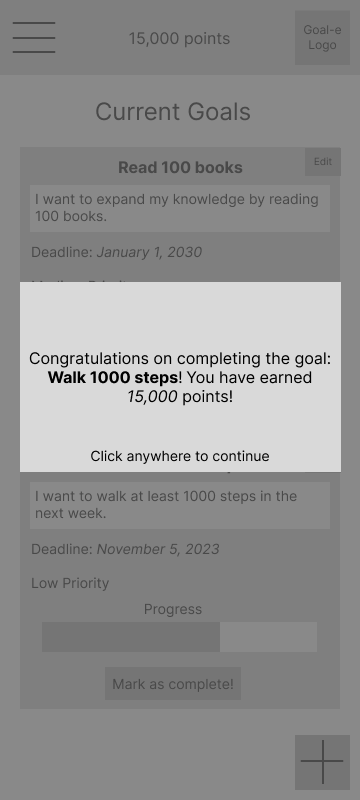 15,000 points
Goal-e
Logo
Current Goals
Edit
Read 100 books
I want to expand my knowledge by reading
100 books.
Deadline: January 1, 2030
Congratulations on completing the goal:
Walk 1000 steps! You have earned
15,000 points!
Click anywhere to continue
I want to walk at least 1000 steps in the
next week.
Deadline: November 5, 2023
Low Priority
Progress
Mark as complete!